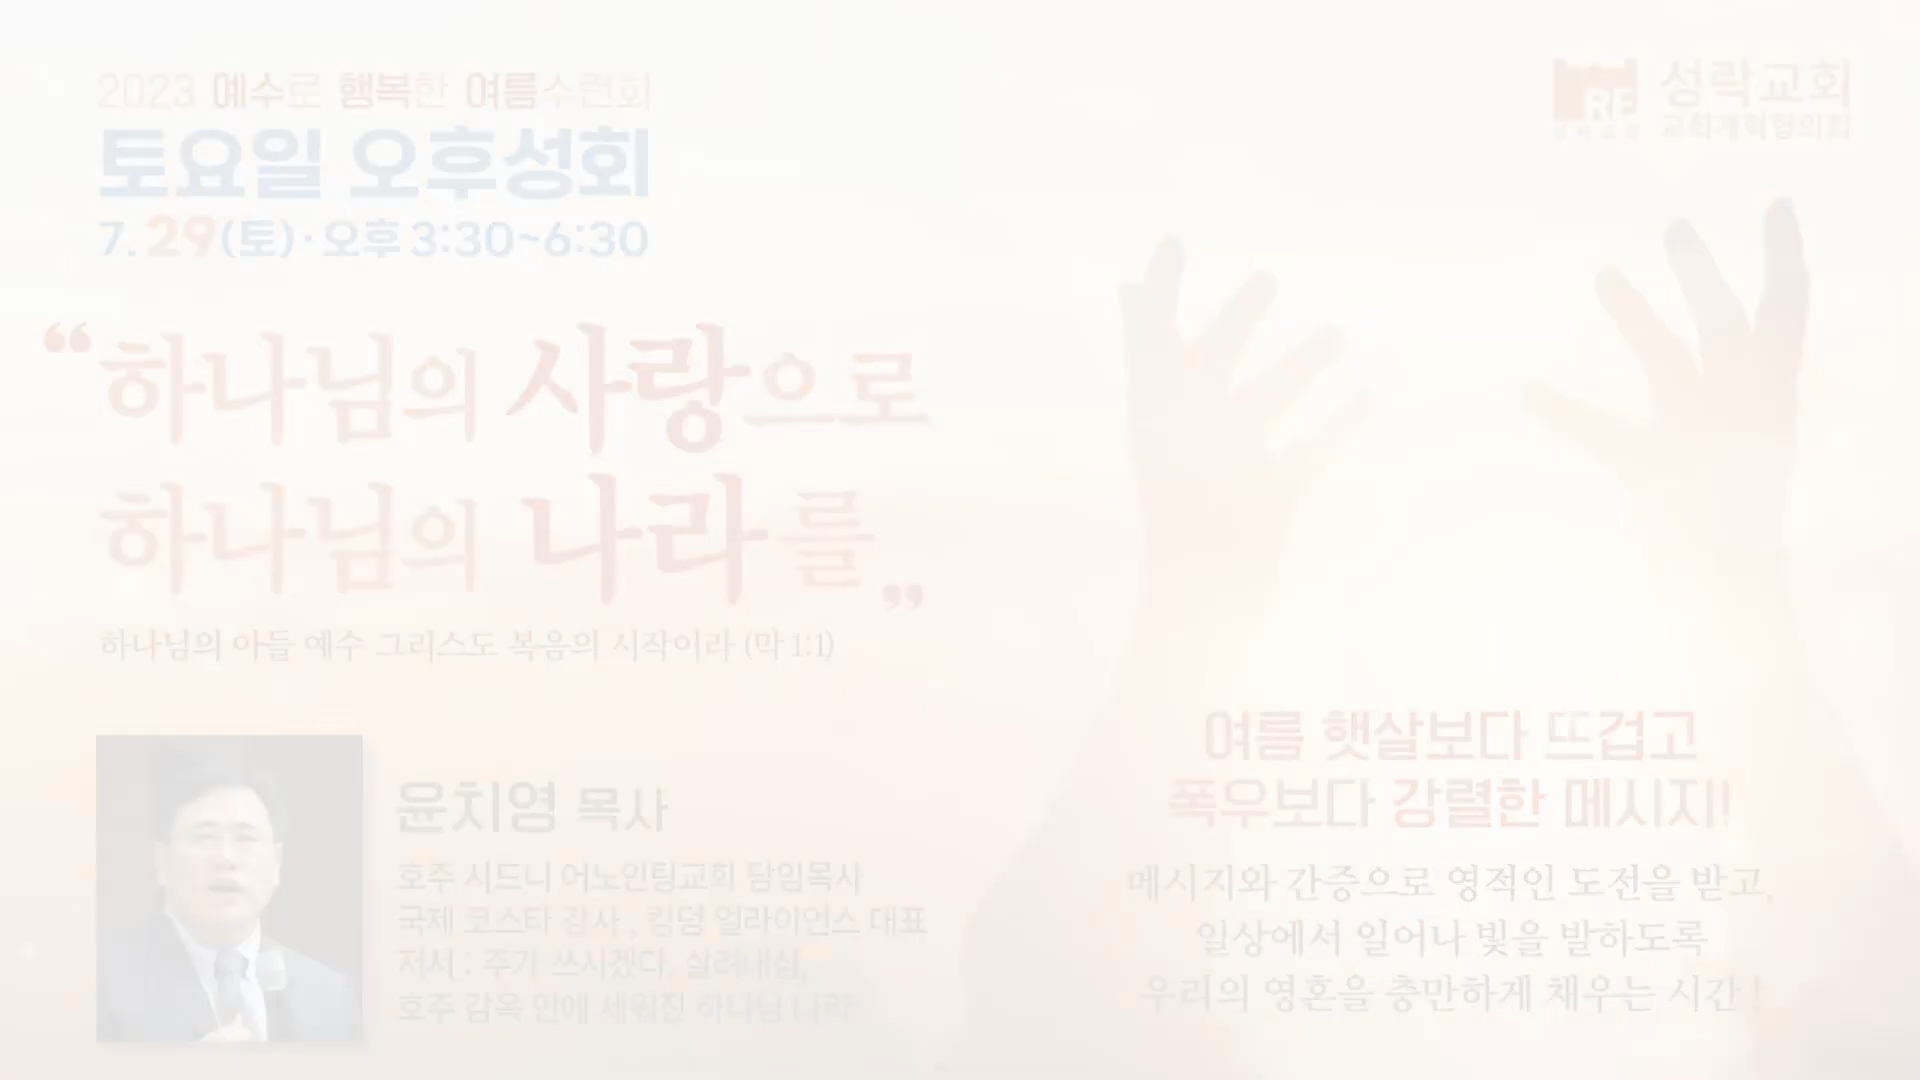 2023 예수로 행복한 여름수련회
토요일 오후성회
7. 29(토)·오후 3:30~6:30
“하나님의 사랑으로
하나님의 나라를”
하나님의 아들 예수 그리스도 복음의 시작이라 (막 1:1)
윤치영 목사
호주 시드니 어노인팅교회 담임목사
국제 코스타 강사, 킹덤 얼라이언스 대표
저서 : 주가 쓰시겠다, 살려내심,
호주 감옥 안에 세워진 하나님 나라
RE
성락교회
교회개혁협의회
여름 햇살보다 뜨겁고
폭우보다 강렬한 메시지!
메시지와 간증으로 영적인 도전을 받고,
일상에서 일어나 빛을 발하도록
우리의 영혼을 충만하게 채우는 시간!